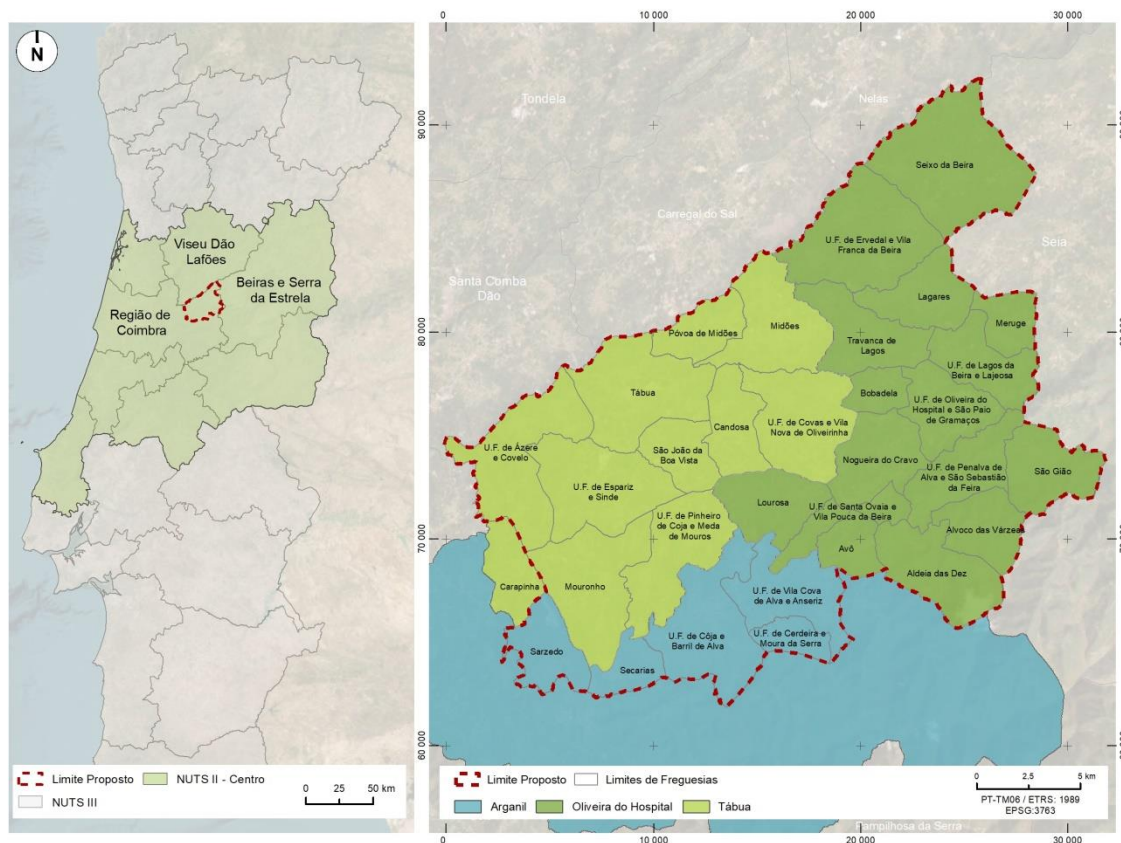 N
Viseu Dão
Lafões
Beiras e Serra
da Estrela
Região de
Coimbra
Limite Proposto
NUTS II - Centro
NUTS III
0 25 50 km
0
10 000
20 000
30 000
90 000
80 000
70 000
60 000
Tondela
Nelas
Seixo da Beira
Carregal do Sal
U.F. de Ervedal e Vila
Franca da Beira
Seia
Santa Comba
Dão
Lagares
Meruge
Póvoa de Midões
Midões
Travanca de
Lagos
U.F. de Lagos da
Beira e Lajeosa
Tábua
Bobadela
U.F. de Oliveira do
Hospital e São Paio
de Gramaços
Candosa
U.F. de Covas e Vila
Nova de Oliveirinha
U.F. de Ázere
e Covelo
São João da
Boa Vista
Nogueira do Cravo
U.F. de Penalva de
Alva e São Sebastião
da Feira
São Gião
U.F. de Espariz
e Sinde
Lourosa
U.F. de Santa Ovaia e
Vila Pouca da Beira
U.F. de Pinheiro
de Coja e Meda
de Mouros
Alvoco das Várzeas
Avô
Aldeia das Dez
Carapinha
Mouronho
U.F. de Vila Cova
de Alva e Anseriz
U.F. de Côja e
Barril de Alva
U.F. de Cerdeira e
Moura da Serra
Sarzedo
Secarias
Limite Proposto
Limites de Freguesias
Arganil
Oliveira do Hospital
Tábua
0 2.5 5 km
PT-TM06 / ETRS: 1989
EPSG:3763
Pampilhosa da Serra
10 000
20 000
30 000